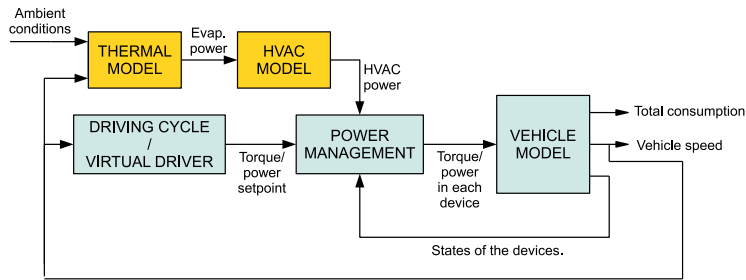 Ambient
conditions
THERMAL
MODEL
Evap.
power
HVAC
MODEL
HVAC
power
DRIVING CYCLE
/
VIRTUAL DRIVER
Torque/
power
setpoint
POWER
MANAGEMENT
Torque/
power
in each
device
VEHICLE
MODEL
Total consumption
Vehicle speed
States of the devices.